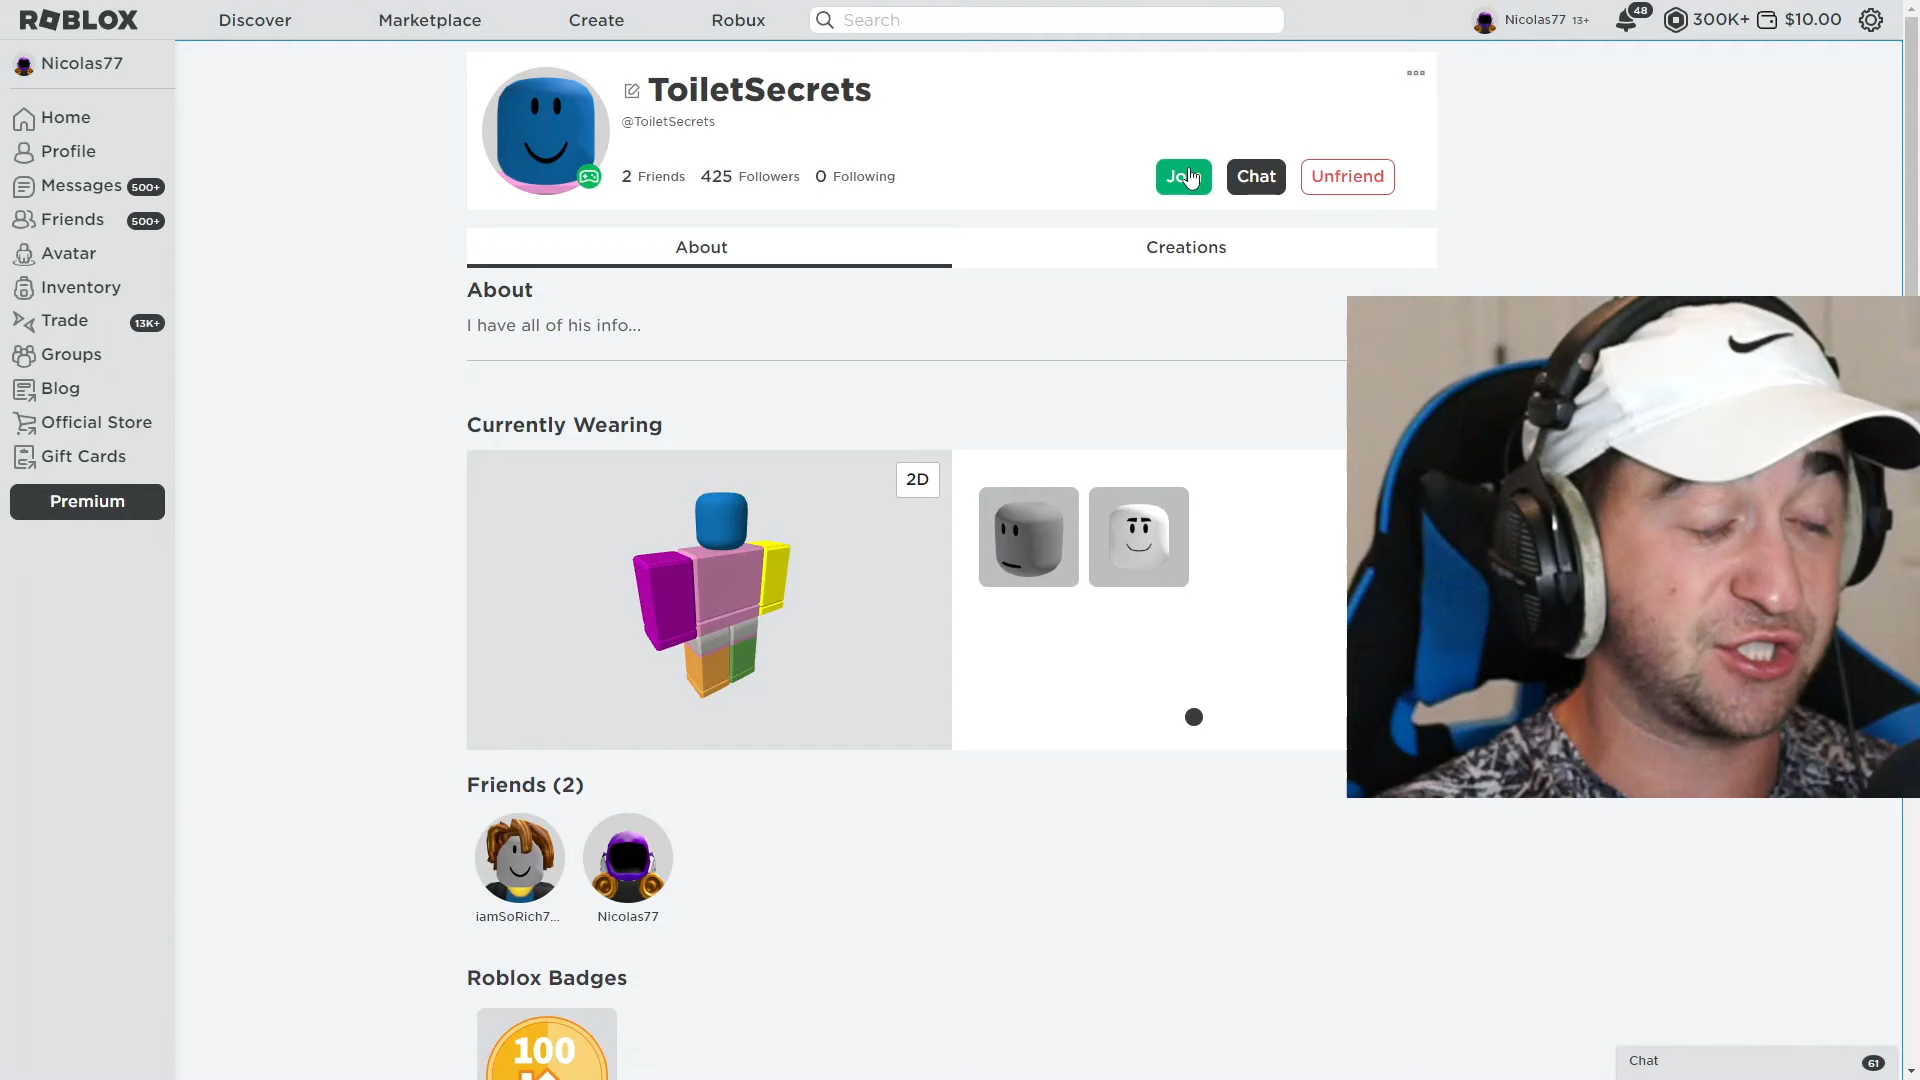 ROBLOX Discover Marketplace Create Robux Search Nicolas77 13+ 48 300K+ $10.00
Nicolas77
Home
Profile
Messages 500+
Friends 500+
Avatar
Inventory
Trade 13K+
Groups
Blog
Official Store
Gift Cards
Premium
ToiletSecrets
@ToiletSecrets
2 Friends 425 Followers 0 Following
Chat Unfriend
About Creations
About
I have all of his info...
Currently Wearing
2D
Friends (2)
iamSoRich7... Nicolas77
Roblox Badges
100
Chat 61